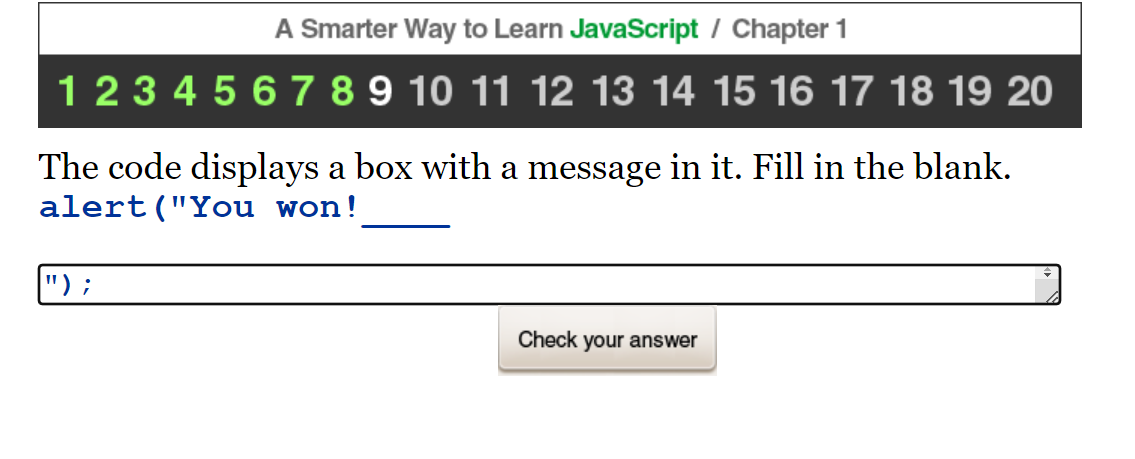 A Smarter Way to Learn JavaScript / Chapter 1
1 2 3 4 5 6 7 8 9 10 11 12 13 14 15 16 17 18 19 20
The code displays a box with a message in it. Fill in the blank.
alert("You won!____
");
Check your answer